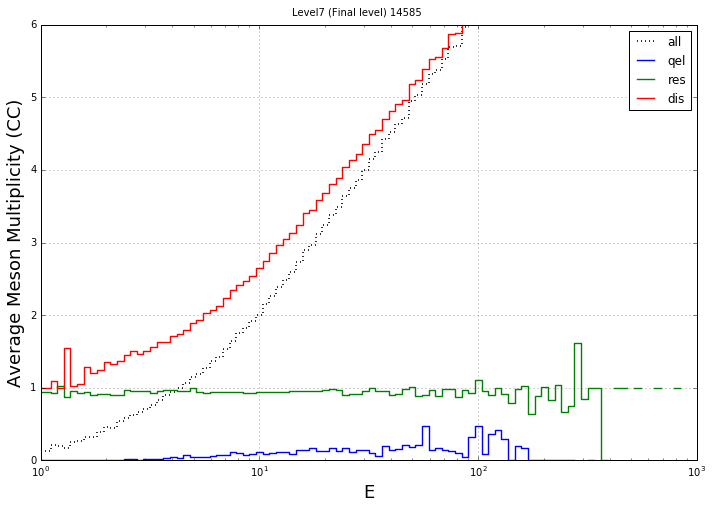 Level7 (Final level) 14585
Average Meson Multiplicity (CC)
6
5
4
3
2
1
0
10^0
10^1
10^2
10^3
E
all
qel
res
dis